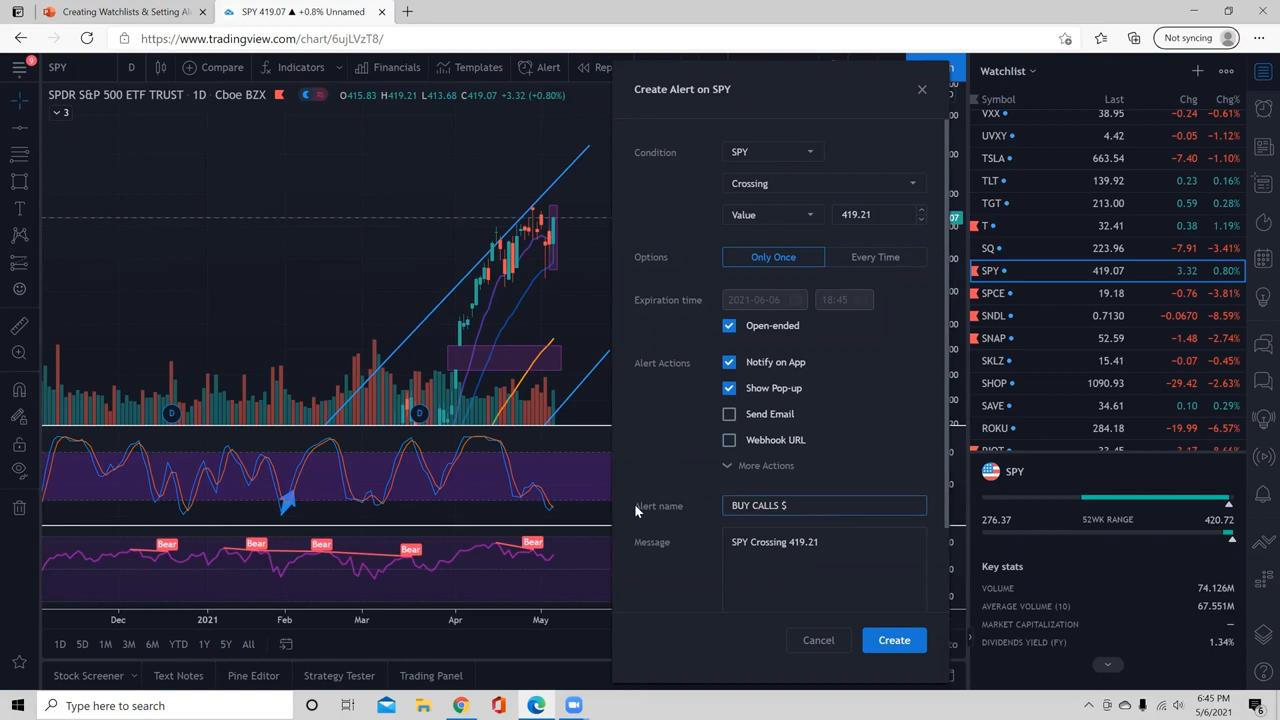 Creating Watchlists & Setting Al
SPY 419.07 ▲ +0.8% Unnamed
https://www.tradingview.com/chart/6ujLVzT8/
Not syncing
9
SPY
D
Compare
Indicators
Financials
Templates
Alert
Rep
SPDR S&P 500 ETF TRUST · 1D · Cboe BZX
O415.83 H419.21 L413.68 C419.07 +3.32 (+0.80%)
3
D
D
Bear
Bear
Bear
Bear
Bear
Dec
2021
Feb
Mar
Apr
May
1D
5D
1M
3M
6M
YTD
1Y
5Y
All
Stock Screener
Text Notes
Pine Editor
Strategy Tester
Trading Panel
Create Alert on SPY
Condition
SPY
Crossing
Value
419.21
Options
Only Once
Every Time
Expiration time
2021-06-06
18:45
Open-ended
Alert Actions
Notify on App
Show Pop-up
Send Email
Webhook URL
More Actions
Alert name
BUY CALLS $
Message
SPY Crossing 419.21
Cancel
Create
Watchlist
Symbol Last Chg Chg%
VXX 38.95 −0.24 −0.61%
UVXY 4.42 −0.05 −1.12%
TSLA 663.54 −7.40 −1.10%
TLT 139.92 0.23 0.16%
TGT 213.00 0.59 0.28%
T 32.41 0.38 1.19%
SQ 223.96 −7.91 −3.41%
SPY 419.07 3.32 0.80%
SPCE 19.18 −0.76 −3.81%
SNDL 0.7130 −0.0670 −8.59%
SNAP 52.59 −1.08 −2.01%
SKLZ 15.41 −0.07 −0.45%
SHOP 1090.93 −29.42 −2.63%
SAVE 34.61 0.10 0.29%
ROKU 284.18 −19.99 −6.57%
SPY
276.37 52WK RANGE 420.72
Key stats
VOLUME 74.126M
AVERAGE VOLUME (10) 67.551M
MARKET CAPITALIZATION —
DIVIDENDS YIELD (FY) 1.34%
Type here to search
6:45 PM
5/6/2021
6